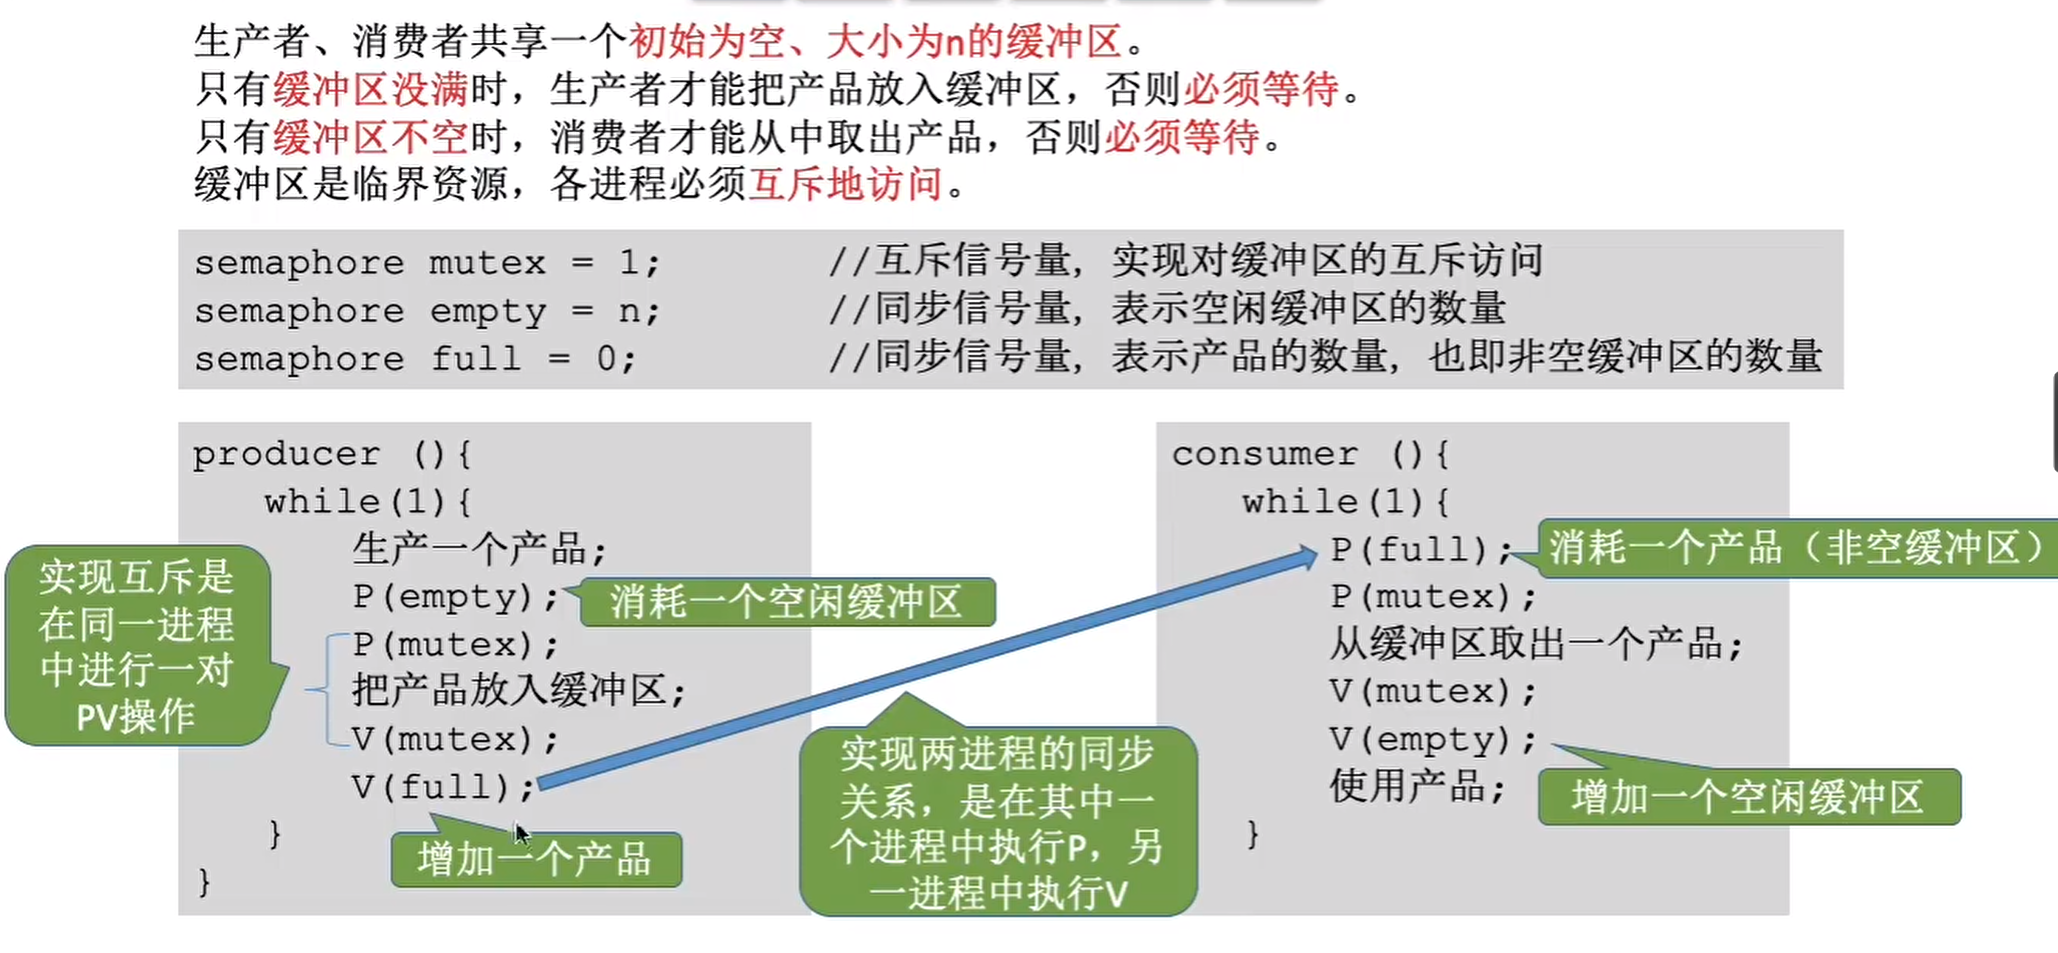 生产者、消费者共享一个初始为空、大小为n的缓冲区。
只有缓冲区没满时，生产者才能把产品放入缓冲区，否则必须等待。
只有缓冲区不空时，消费者才能从中取出产品，否则必须等待。
缓冲区是临界资源，各进程必须互斥地访问。
semaphore mutex = 1; //互斥信号量，实现对缓冲区的互斥访问
semaphore empty = n; //同步信号量，表示空闲缓冲区的数量
semaphore full = 0; //同步信号量，表示产品的数量，也即非空缓冲区的数量
producer (){
while(1){
生产一个产品;
P(empty);
消耗一个空闲缓冲区
P(mutex);
把产品放入缓冲区;
V(mutex);
V(full);
增加一个产品
}
}
实现互斥是
在同一进程
中进行一对
PV操作
实现两进程的同步
关系，是在其中一
个进程中执行P，另
一进程中执行V
consumer (){
while(1){
P(full);
消耗一个产品（非空缓冲区）
P(mutex);
从缓冲区取出一个产品;
V(mutex);
V(empty);
增加一个空闲缓冲区
使用产品;
}